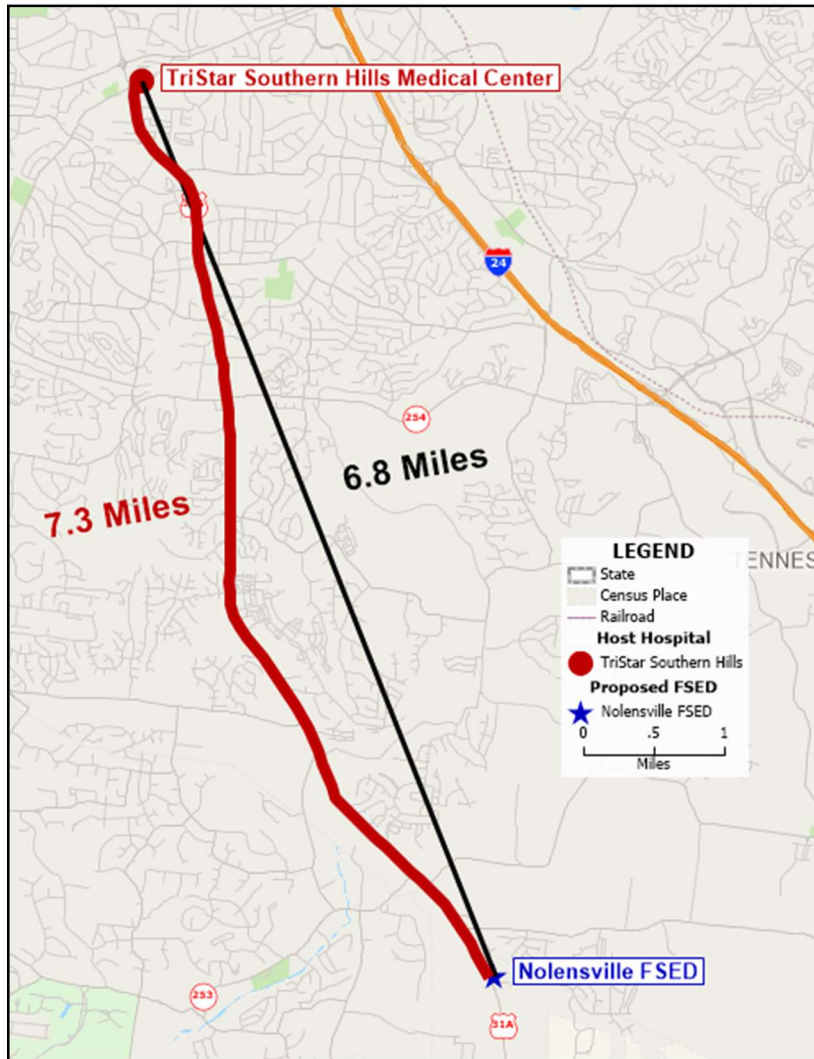 TriStar Southern Hills Medical Center
24
254
6.8 Miles
7.3 Miles
LEGEND
State
Census Place
Railroad
Host Hospital
TriStar Southern Hills
Proposed FSED
Nolensville FSED
0 .5 1
Miles
TENNES
Nolensville FSED
253
31A